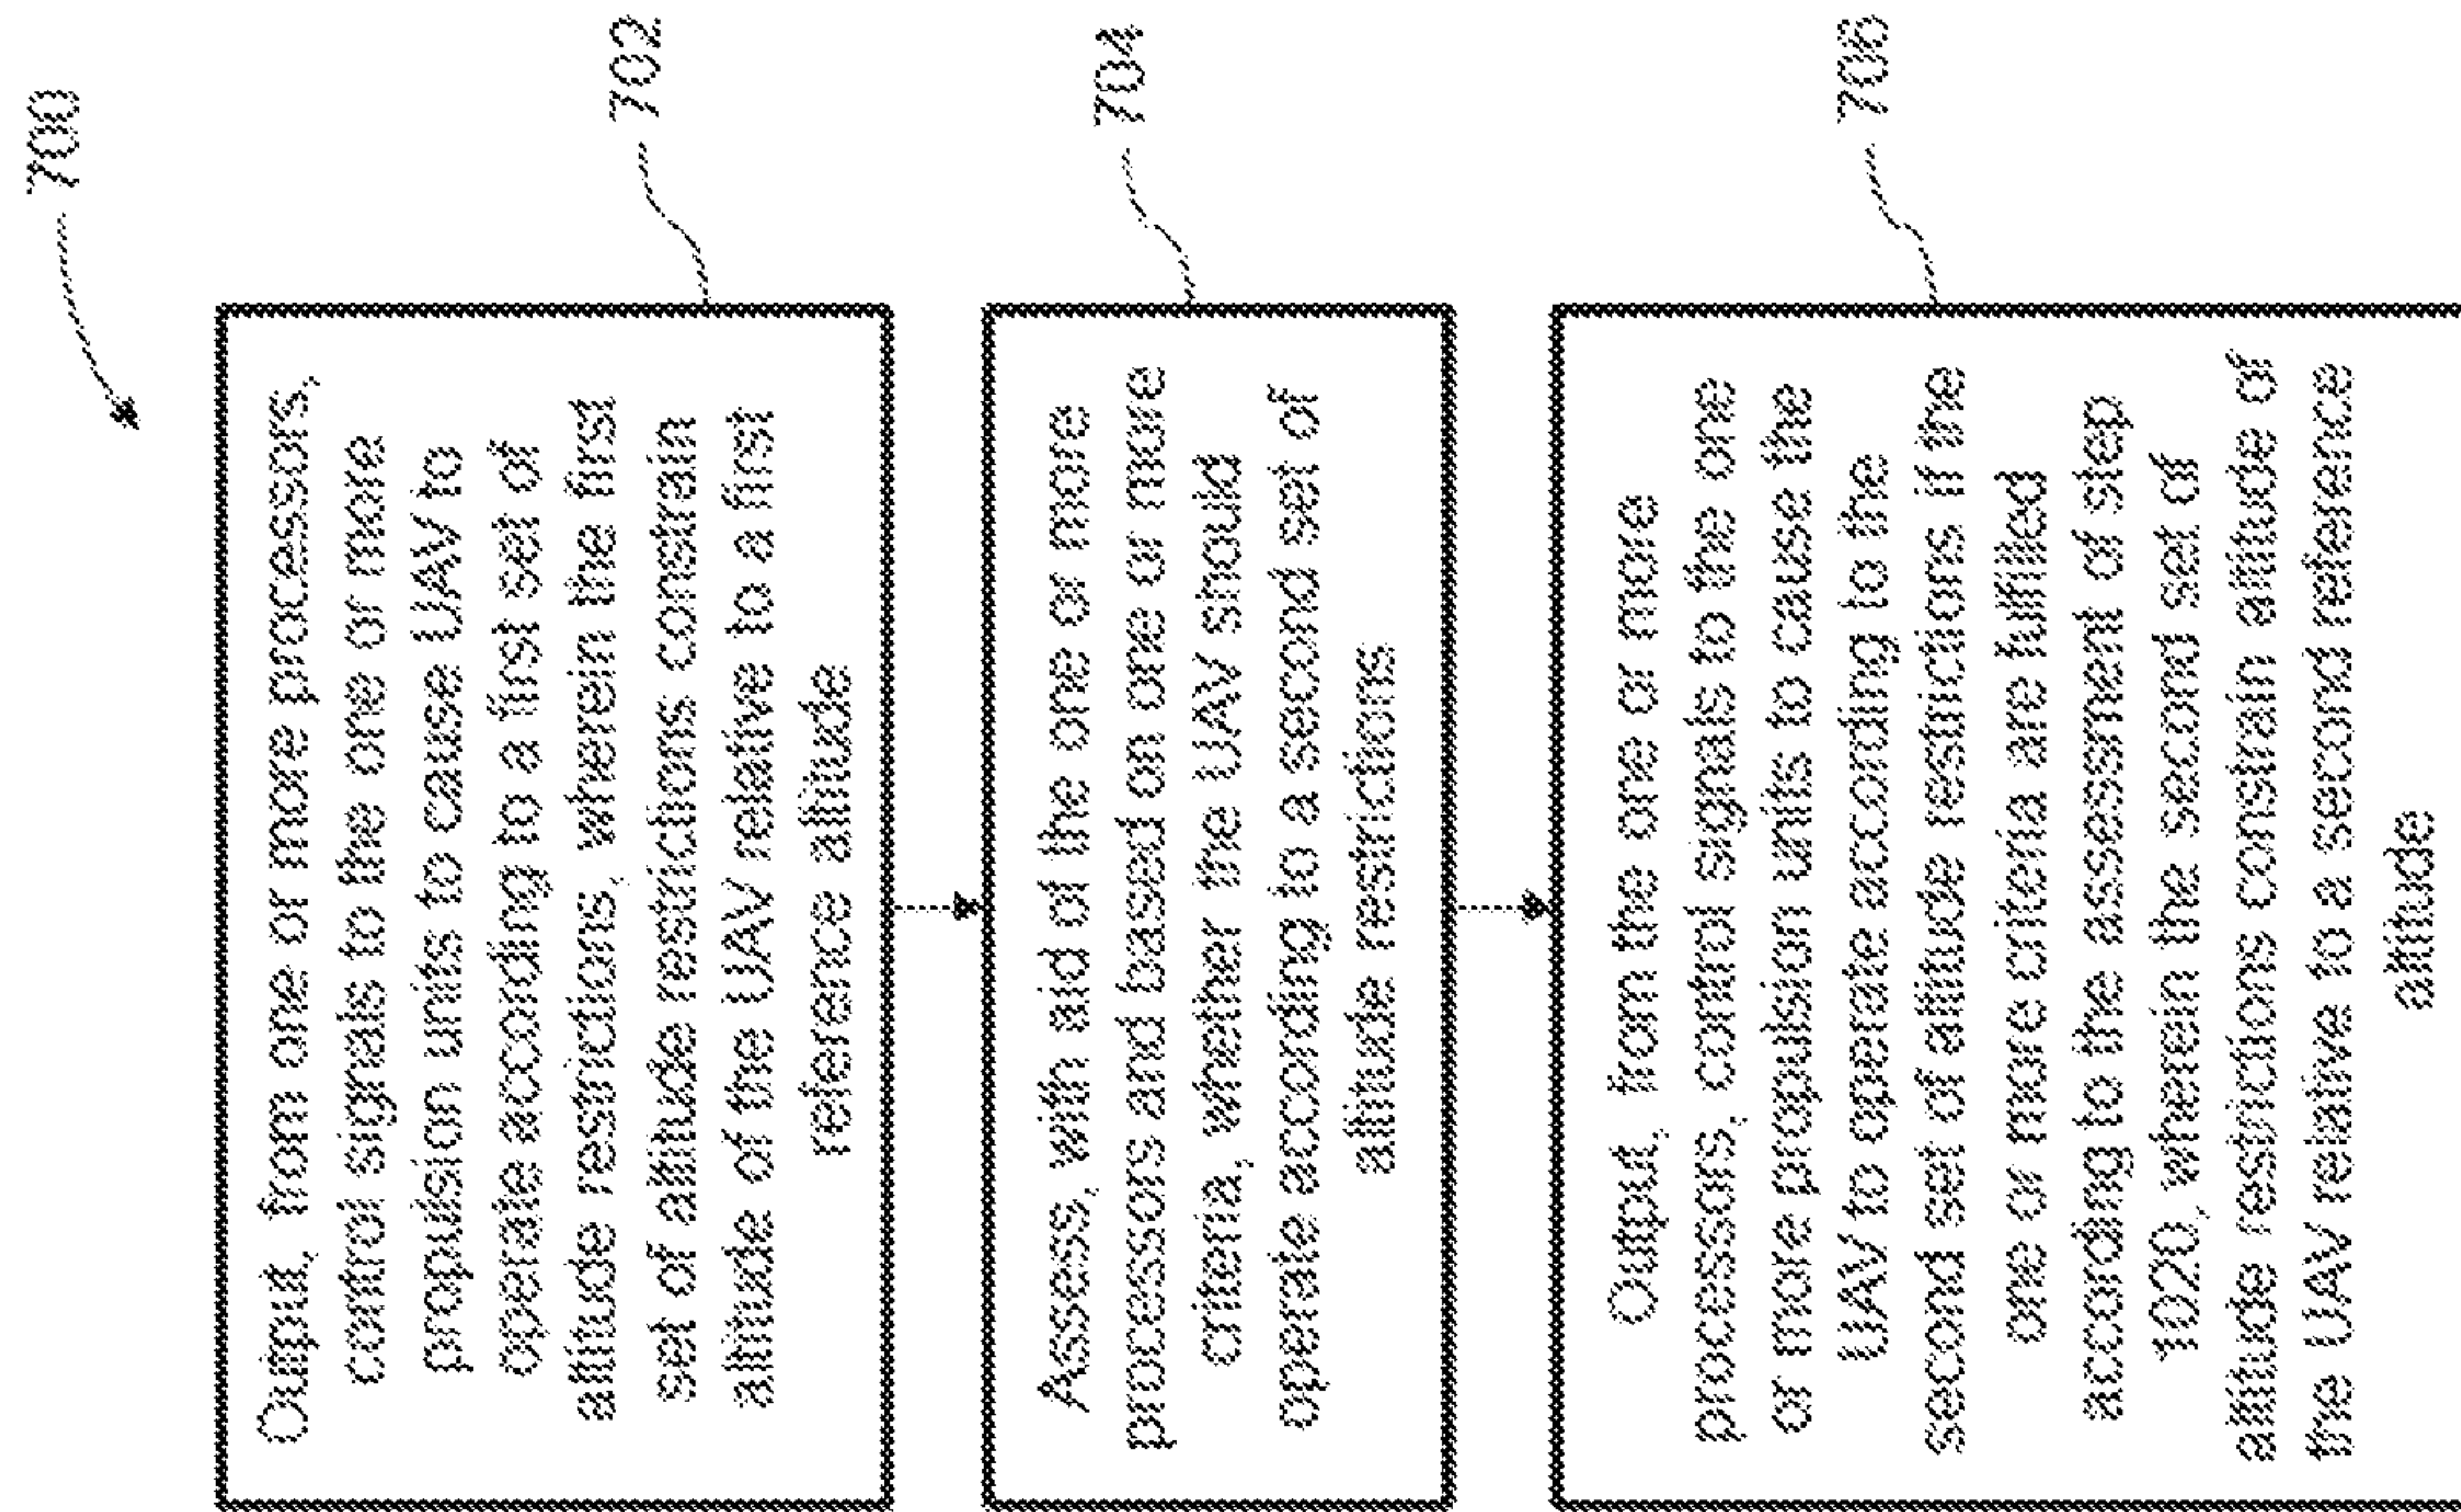 700
702
Output, from one or more processors,
control signals to the one or more
propulsion units to cause UAV to
operate according to a first set of
altitude restrictions, wherein the first
set of altitude restrictions constrain
altitude of the UAV relative to a first
reference altitude
704
Assess, with aid of the one or more
processors and based on one or more
criteria, whether the UAV should
operate according to a second set of
altitude restrictions
706
Output, from the one or more
processors, control signals to the one
or more propulsion units to cause the
UAV to operate according to the
second set of altitude restrictions if the
one or more criteria are fulfilled
according to the assessment of step
1020, wherein the second set of
altitude restrictions constrain altitude of
the UAV relative to a second reference
altitude